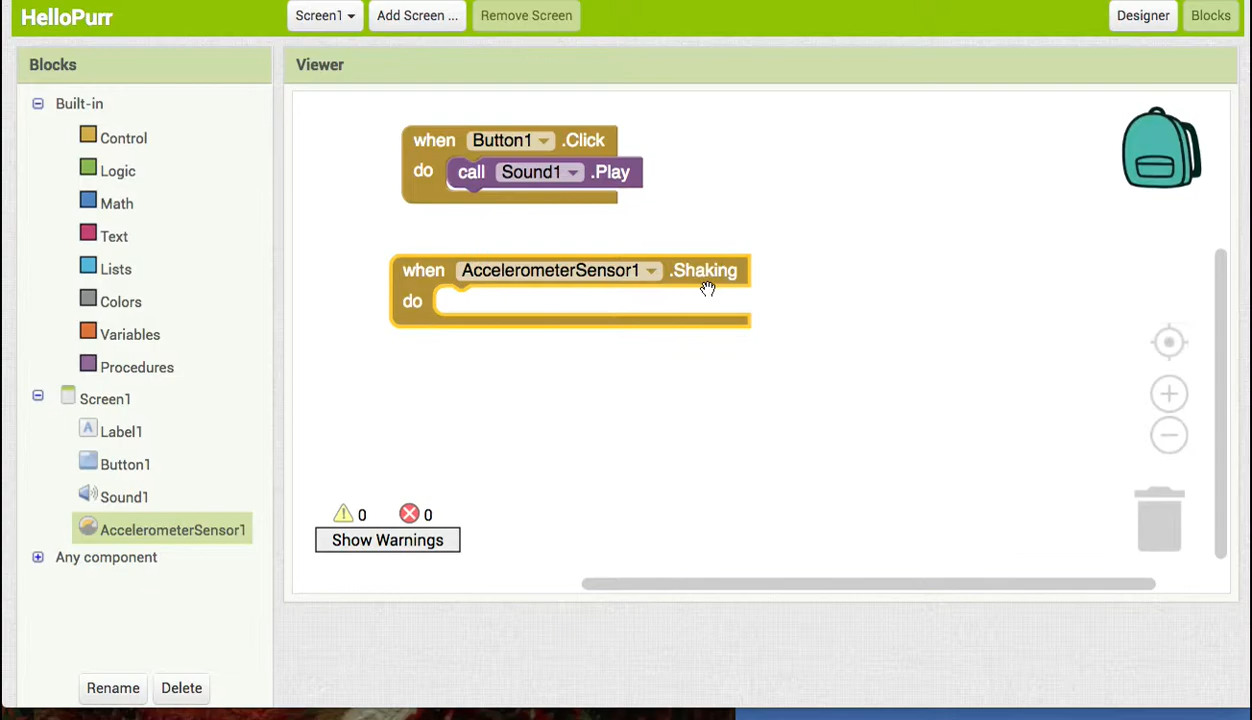 HelloPurr
Screen1
Add Screen ...
Remove Screen
Designer
Blocks
Blocks
Built-in
Control
Logic
Math
Text
Lists
Colors
Variables
Procedures
Screen1
Label1
Button1
Sound1
AccelerometerSensor1
Any component
Rename
Delete
Viewer
when Button1 .Click
do call Sound1 .Play
when AccelerometerSensor1 .Shaking
do
0 0
Show Warnings